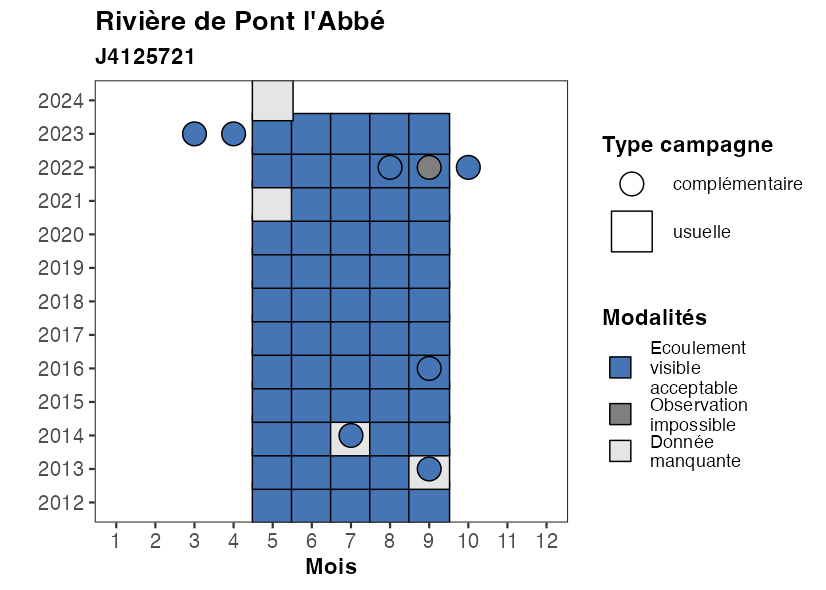 Rivière de Pont l'Abbé
J4125721
2024
2023
2022
2021
2020
2019
2018
2017
2016
2015
2014
2013
2012
1 2 3 4 5 6 7 8 9 10 11 12
Mois
Type campagne
complémentaire
usuelle
Modalités
Ecoulement
visible
acceptable
Observation
impossible
Donnée
manquante